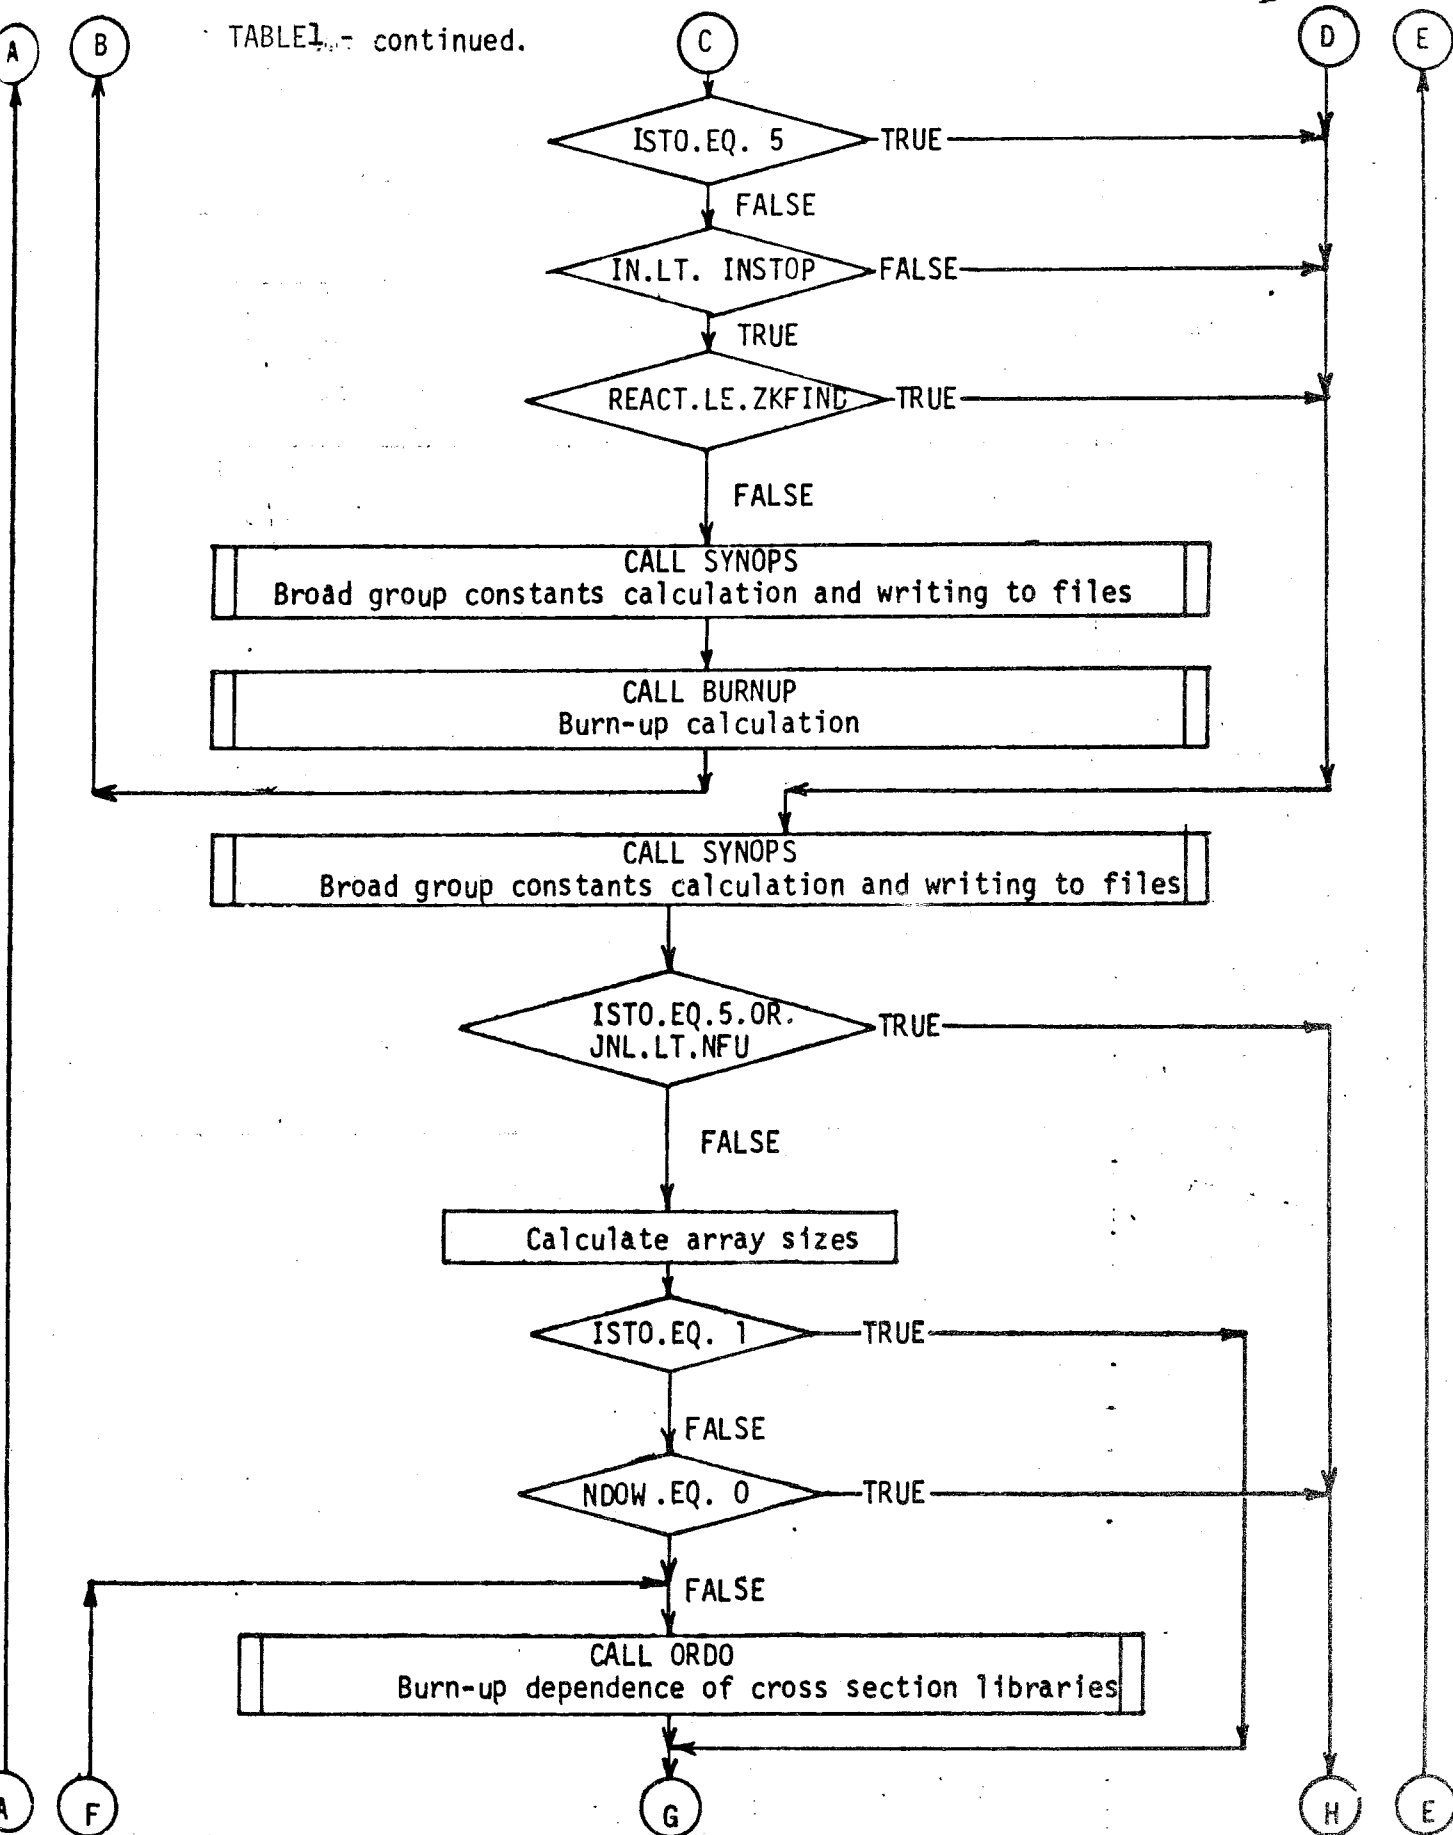 A
B
TABLE1.- continued.
C
D
E
ISTO.EQ. 5
TRUE
FALSE
IN.LT. INSTOP
FALSE
TRUE
REACT.LE.ZKFIND
TRUE
FALSE
CALL SYNOPS
Broad group constants calculation and writing to files
CALL BURNUP
Burn-up calculation
CALL SYNOPS
Broad group constants calculation and writing to files
ISTO.EQ.5.OR.
JNL.LT.NFU
TRUE
FALSE
Calculate array sizes
ISTO.EQ. 1
TRUE
FALSE
NDOW.EQ. 0
TRUE
FALSE
CALL ORDO
Burn-up dependence of cross section libraries
A
F
G
H
E